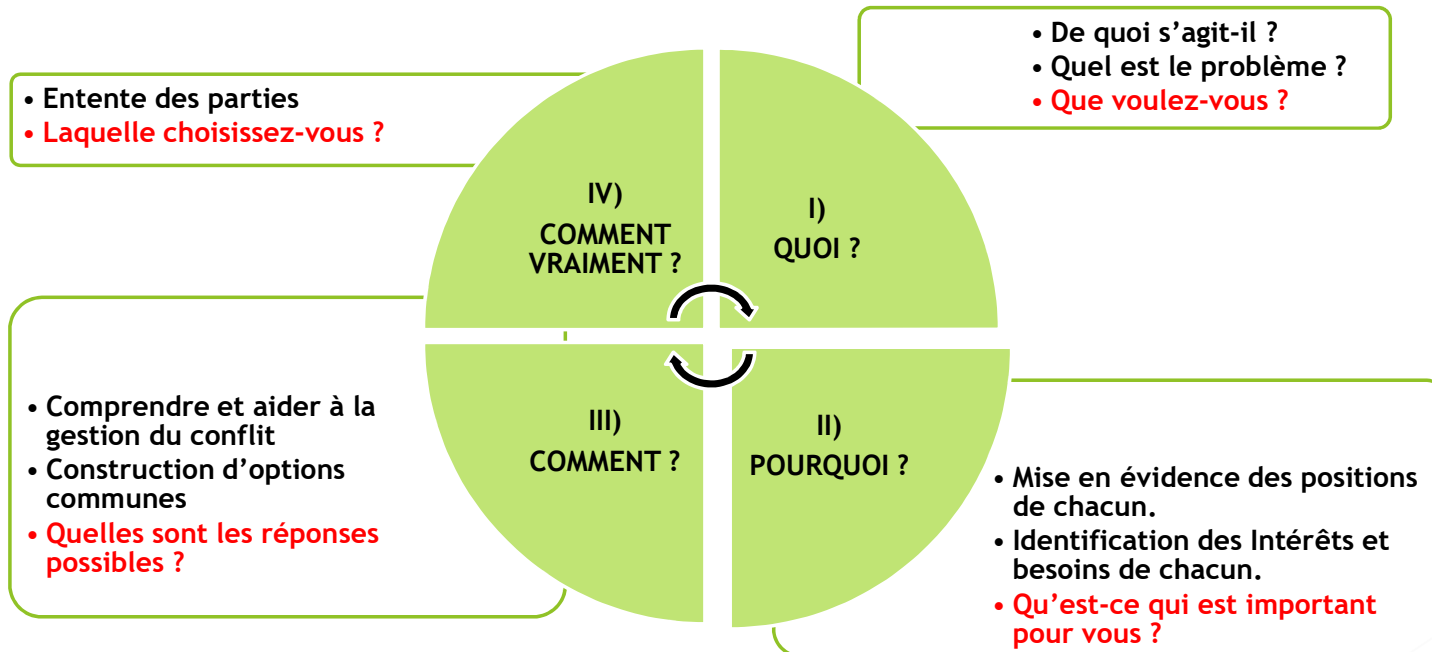 • De quoi s'agit-il ?
• Quel est le problème ?
• Que voulez-vous ?
• Entente des parties
• Laquelle choisissez-vous ?
IV)
COMMENT
VRAIMENT ?
I)
QUOI ?
III)
COMMENT ?
II)
POURQUOI ?
• Comprendre et aider à la
gestion du conflit
• Construction d'options
communes
• Quelles sont les réponses
possibles ?
• Mise en évidence des positions
de chacun.
• Identification des Intérêts et
besoins de chacun.
• Qu'est-ce qui est important
pour vous ?